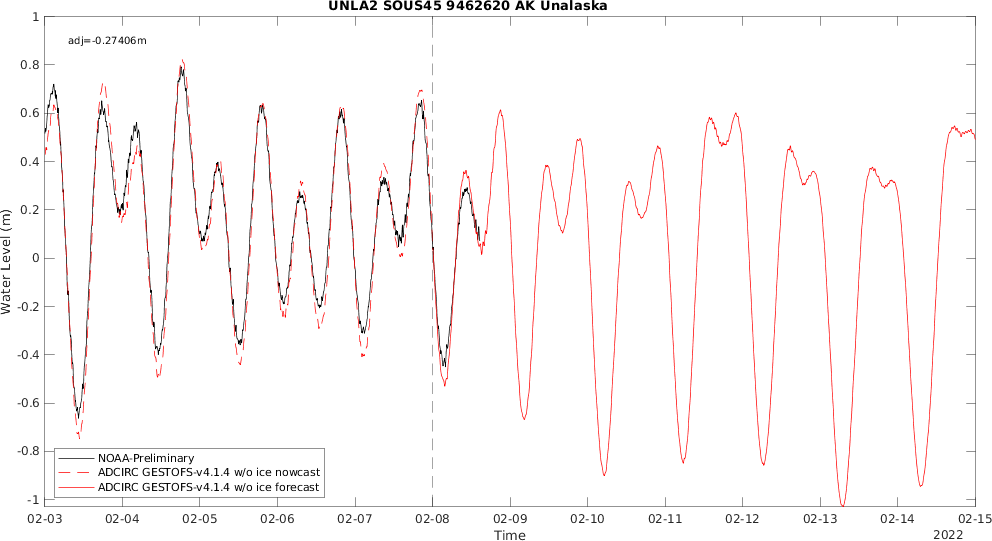 UNLA2 SOUS45 9462620 AK Unalaska
adj=-0.27406m
1
0.8
0.6
0.4
0.2
0
-0.2
-0.4
-0.6
-0.8
-1
Water Level (m)
NOAA-Preliminary
ADCIRC GESTOFS-v4.1.4 w/o ice nowcast
ADCIRC GESTOFS-v4.1.4 w/o ice forecast
02-03 02-04 02-05 02-06 02-07 02-08 02-09 02-10 02-11 02-12 02-13 02-14 02-15
Time
2022